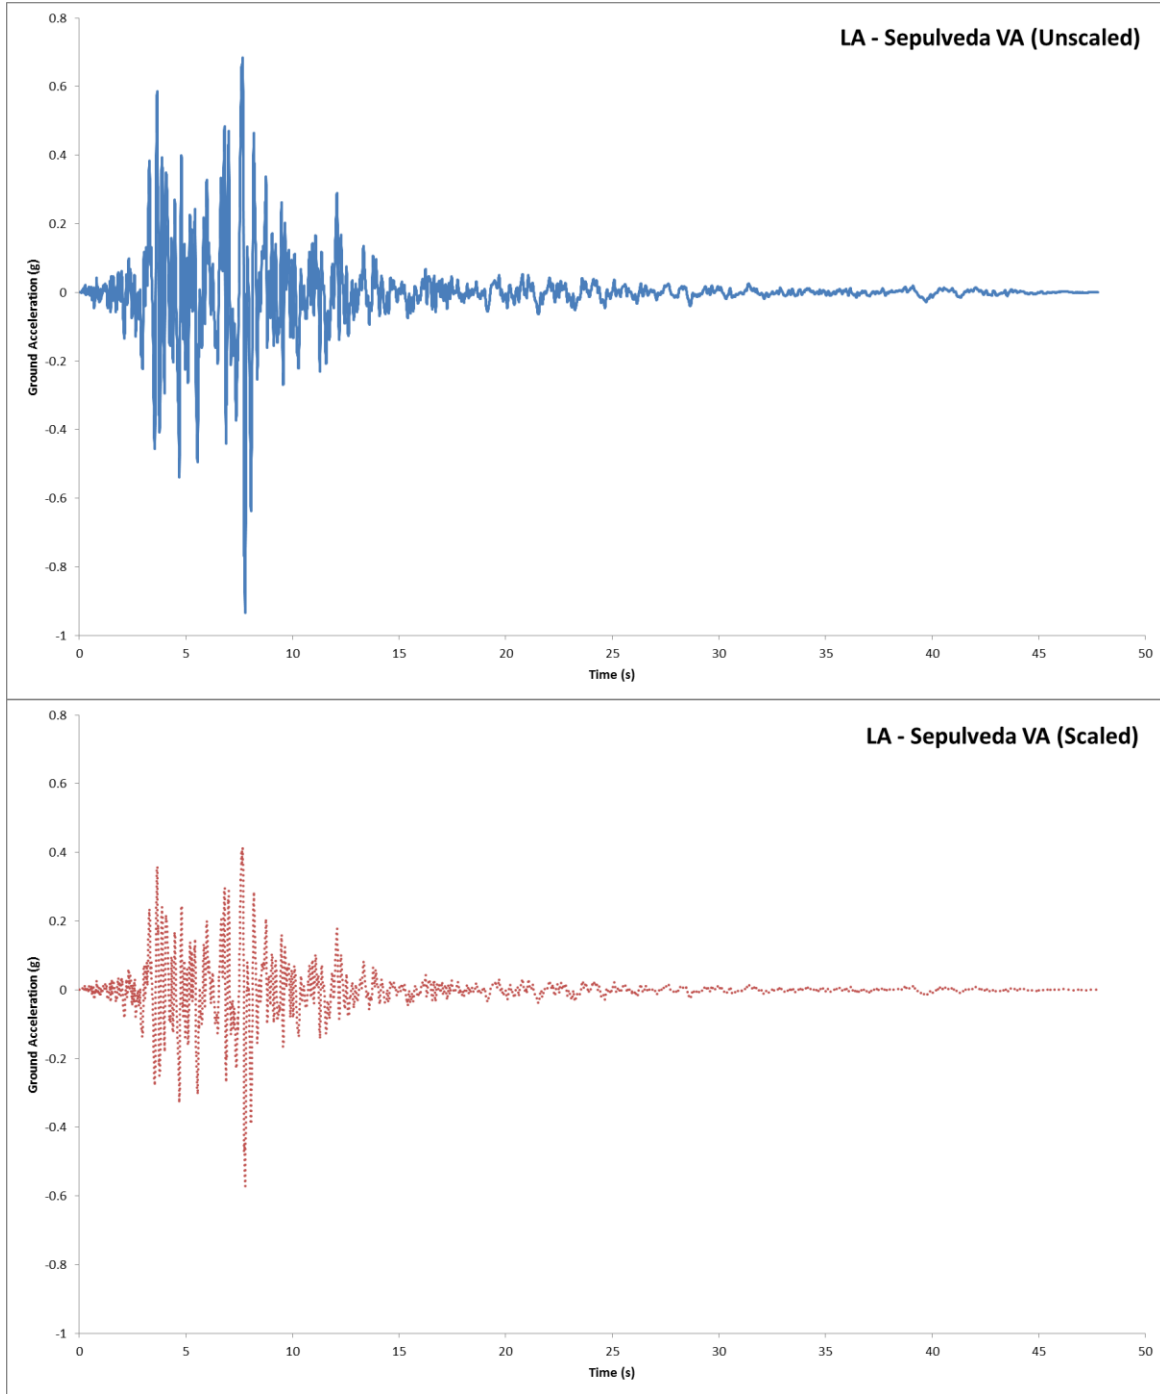 LA - Sepulveda VA (Unscaled)
0.8
0.6
0.4
0.2
0
-0.2
-0.4
-0.6
-0.8
-1
Ground Acceleration (g)
0 5 10 15 20 25 30 35 40 45 50
Time (s)
LA - Sepulveda VA (Scaled)
0.8
0.6
0.4
0.2
0
-0.2
-0.4
-0.6
-0.8
-1
Ground Acceleration (g)
0 5 10 15 20 25 30 35 40 45 50
Time (s)